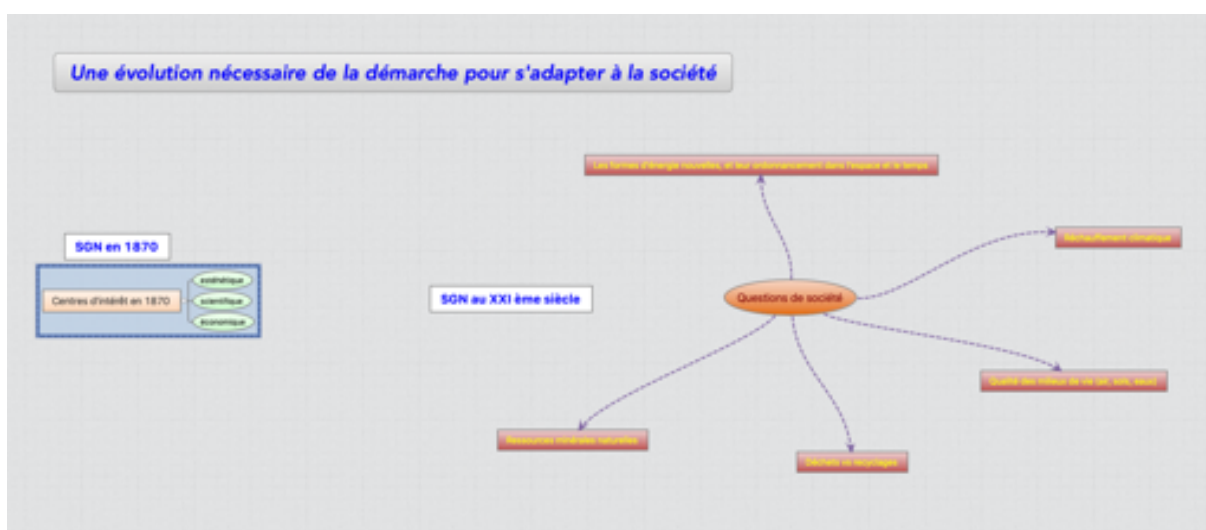 Une évolution nécessaire de la démarche pour s'adapter à la société
Les formes d'énergie nouvelles, et leur ordonnancement dans l'espace et le temps
Réchauffement climatique
SGN en 1870
Centres d'intérêt en 1870
esthétique
scientifique
économique
SGN au XXI ème siècle
Questions de société
Qualité des milieux de vie (air, sols, eaux)
Ressources minérales naturelles
Déchets vs recyclages